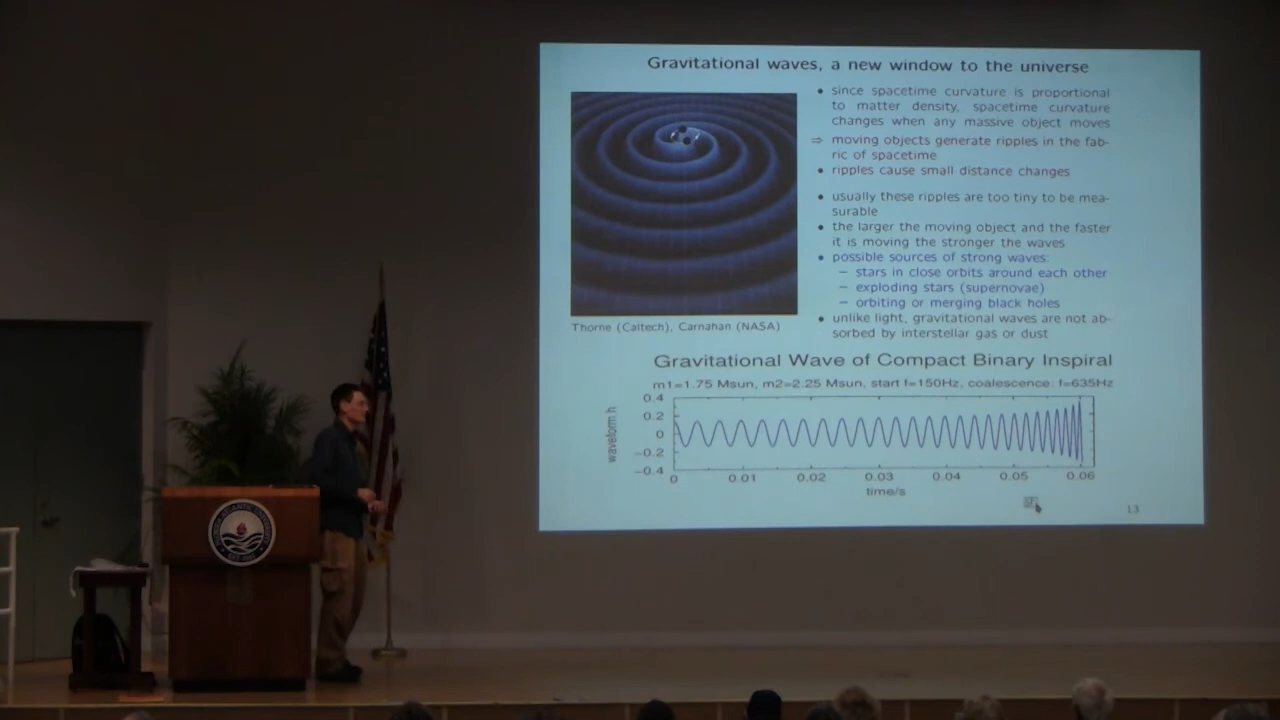 Gravitational waves, a new window to the universe
• since spacetime curvature is proportional
to matter density, spacetime curvature
changes when any massive object moves
⇒ moving objects generate ripples in the fab-
ric of spacetime
• ripples cause small distance changes
• usually these ripples are too tiny to be mea-
surable
• the larger the moving object and the faster
it is moving the stronger the waves
• possible sources of strong waves:
– stars in close orbits around each other
– exploding stars (supernovae)
– orbiting or merging black holes
• unlike light, gravitational waves are not ab-
sorbed by interstellar gas or dust
Thorne (Caltech), Carnahan (NASA)
Gravitational Wave of Compact Binary Inspiral
m1=1.75 Msun, m2=2.25 Msun, start f=150Hz, coalescence: f=635Hz
waveform h
0.4
0.2
0
−0.2
−0.4
0 0.01 0.02 0.03 0.04 0.05 0.06
time/s
13
FLORIDA ATLANTIC UNIVERSITY